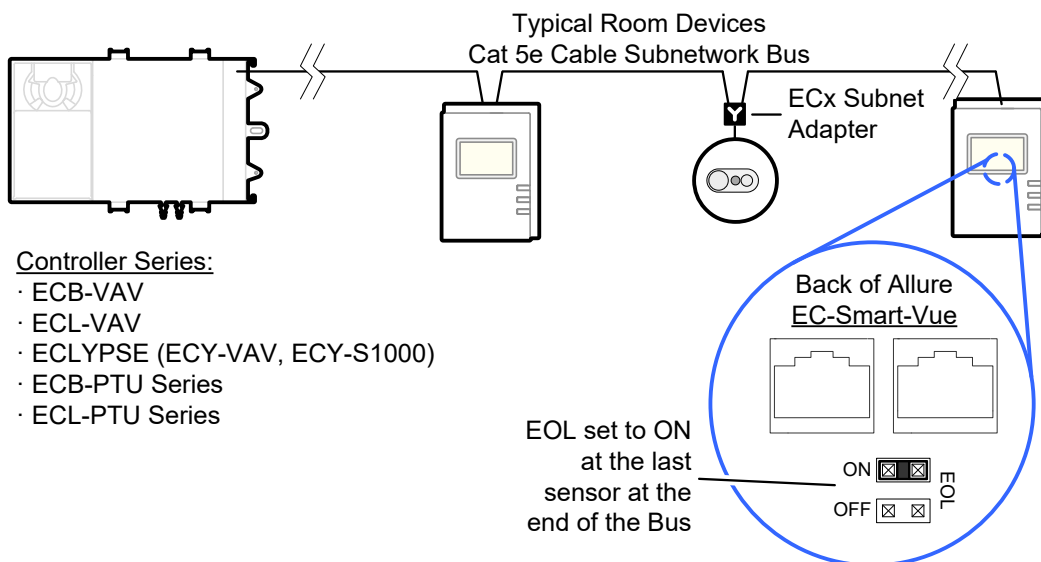 Typical Room Devices
Cat 5e Cable Subnetwork Bus
ECx Subnet
Adapter
Controller Series:
· ECB-VAV
· ECL-VAV
· ECLYPSE (ECY-VAV, ECY-S1000)
· ECB-PTU Series
· ECL-PTU Series
Back of Allure
EC-Smart-Vue
EOL set to ON
at the last
sensor at the
end of the Bus
ON
OFF
EOL